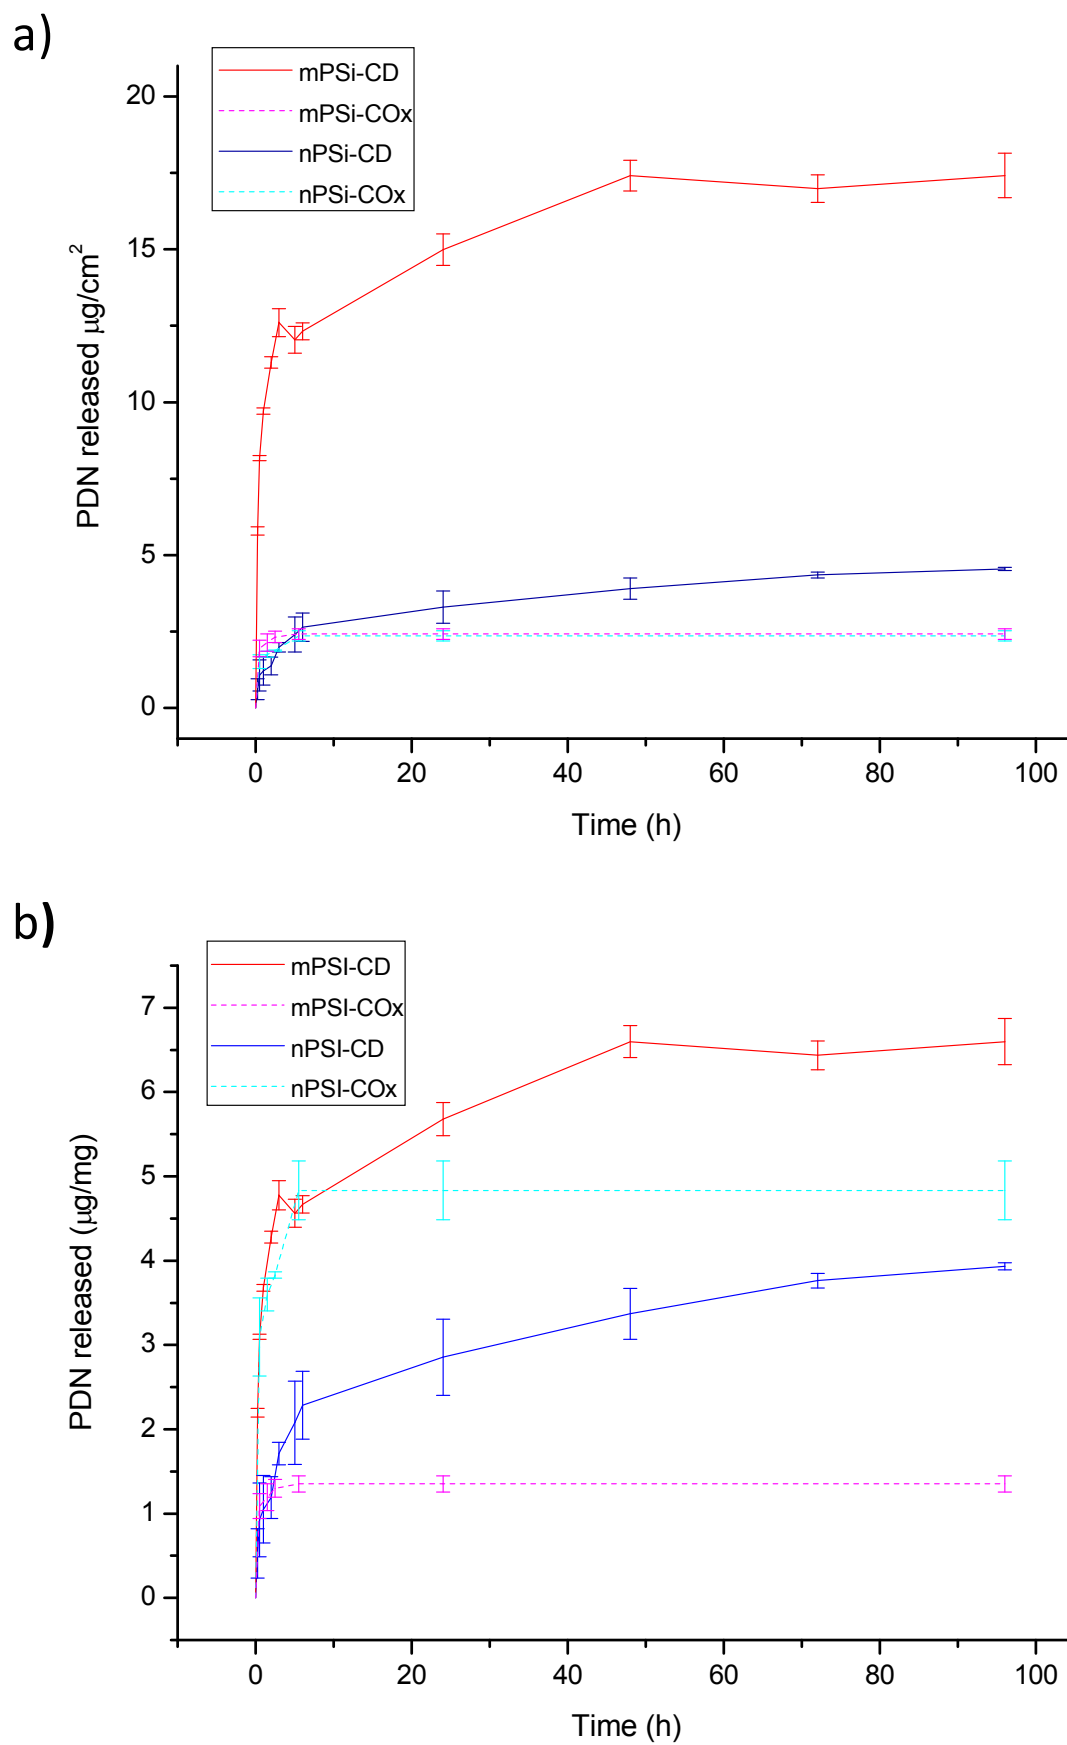 a)
mPSi-CD
mPSi-COx
nPSi-CD
nPSi-COx
20
15
10
5
0
PDN released μg/cm²
0 20 40 60 80 100
Time (h)
b)
mPSI-CD
mPSI-COx
nPSI-CD
nPSI-COx
7
6
5
4
3
2
1
0
PDN released (μg/mg)
0 20 40 60 80 100
Time (h)